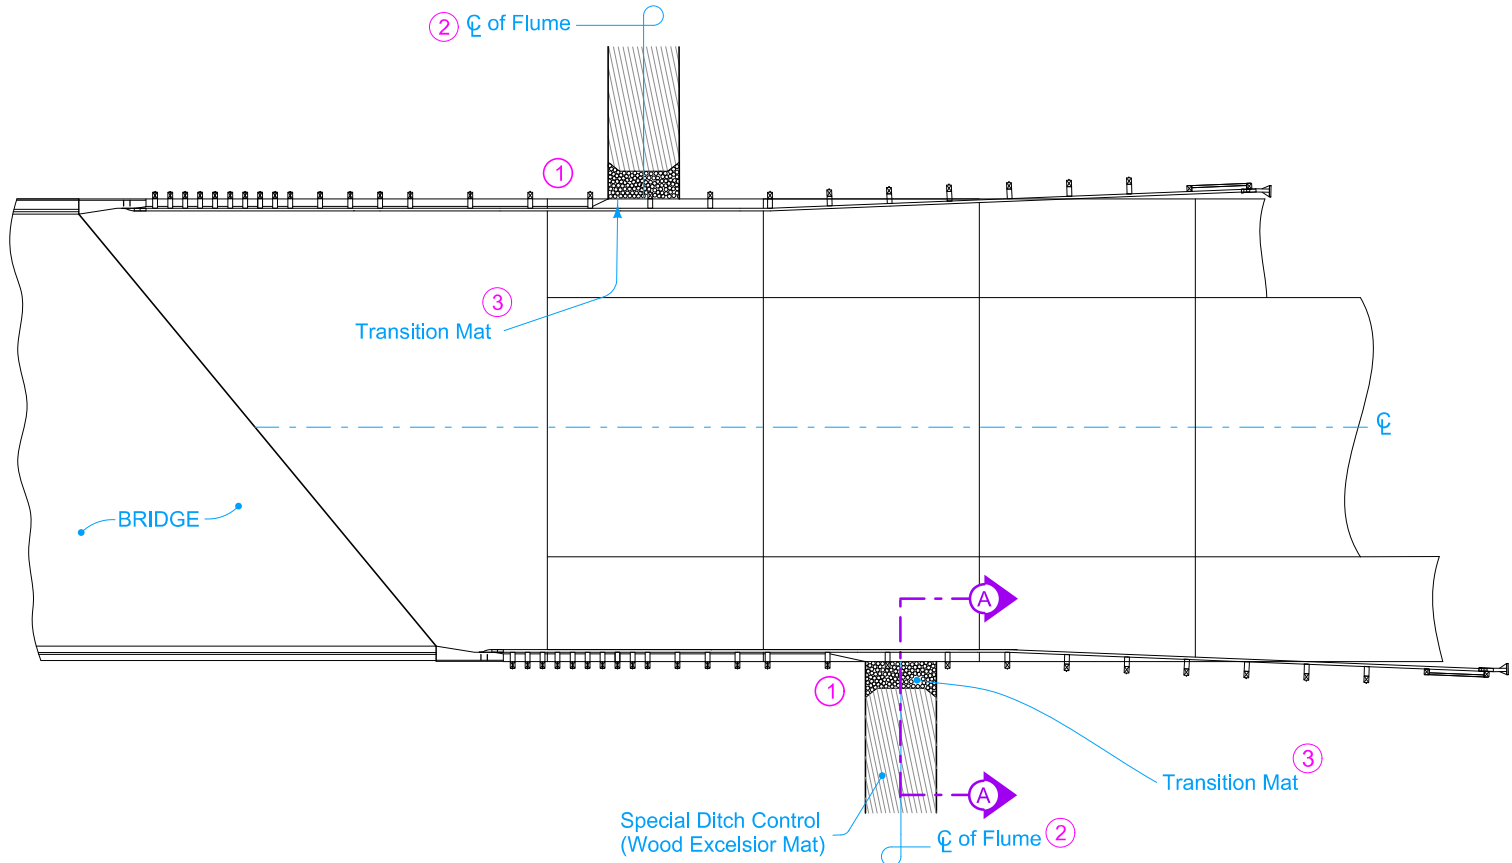 2 ℄ of Flume
1
3
Transition Mat
℄
BRIDGE
A
1
3
Transition Mat
A
Special Ditch Control
(Wood Excelsior Mat)
℄ of Flume 2